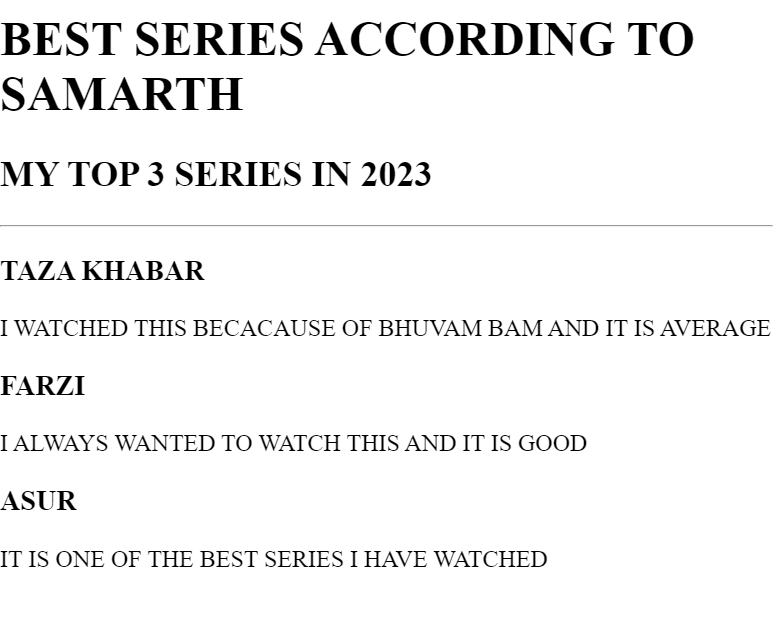 BEST SERIES ACCORDING TO
SAMARTH
MY TOP 3 SERIES IN 2023
TAZA KHABAR
I WATCHED THIS BECACAUSE OF BHUVAM BAM AND IT IS AVERAGE
FARZI
I ALWAYS WANTED TO WATCH THIS AND IT IS GOOD
ASUR
IT IS ONE OF THE BEST SERIES I HAVE WATCHED